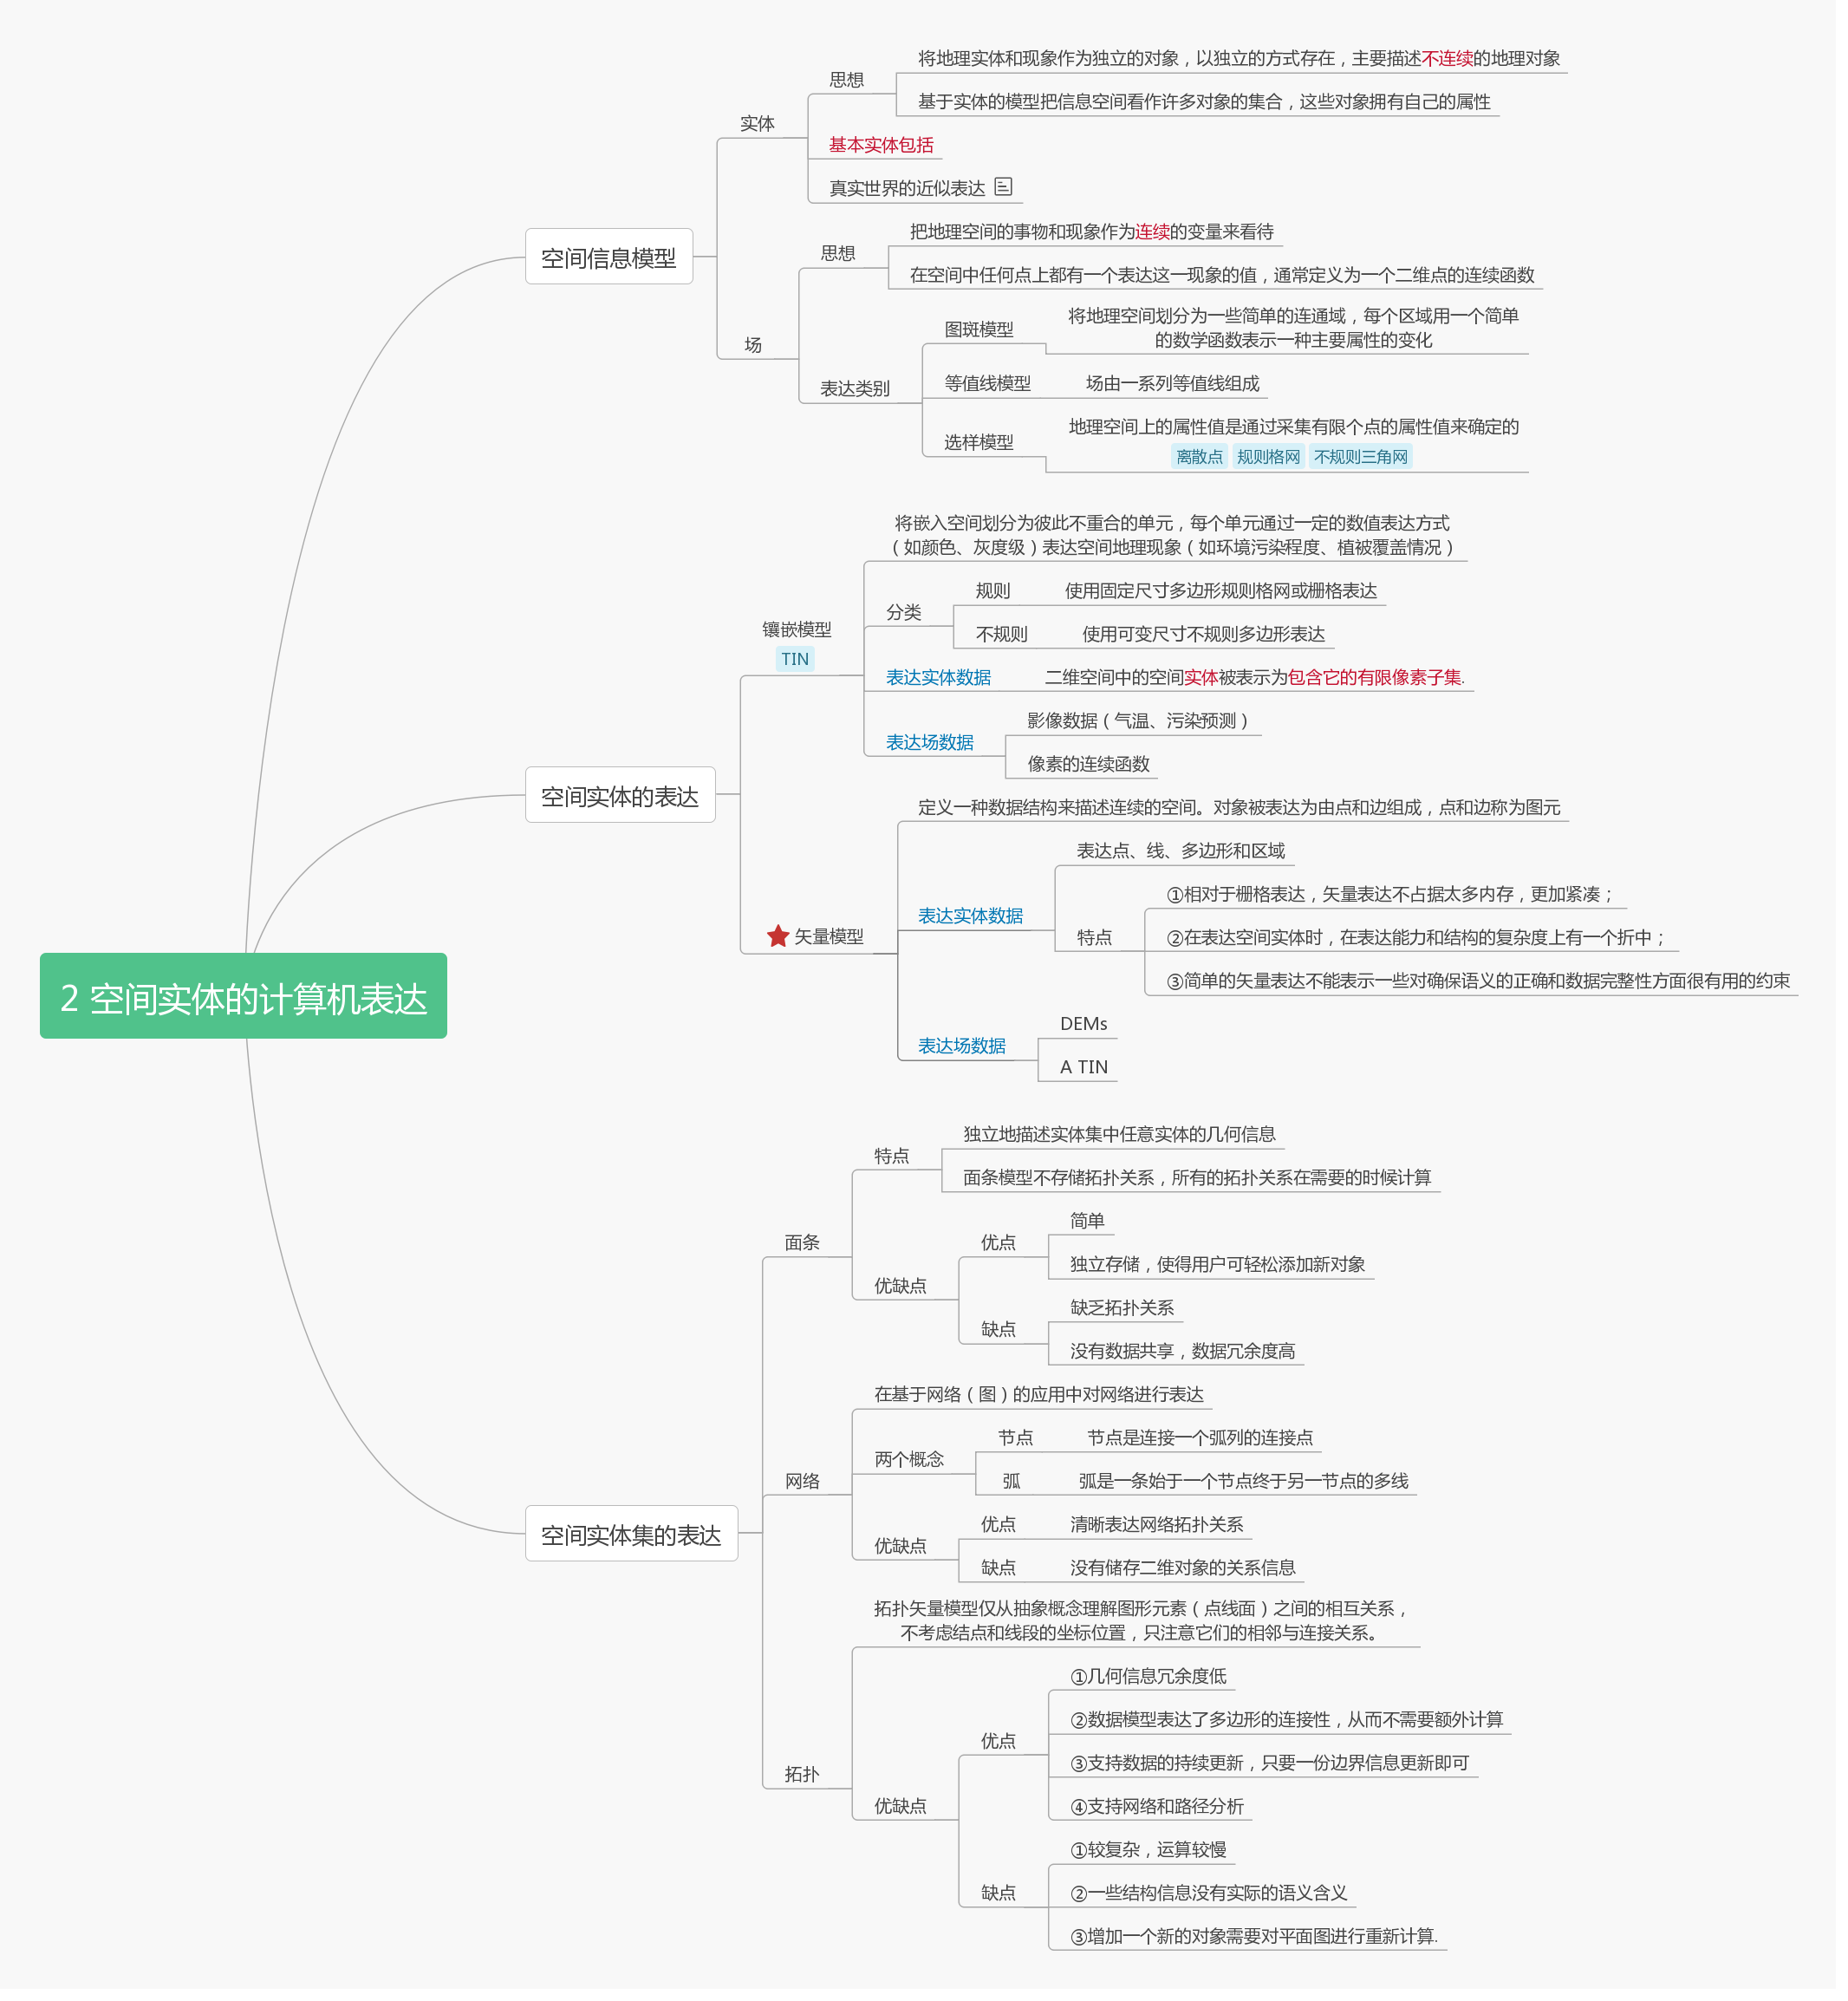 2 空间实体的计算机表达
空间信息模型
实体
思想
将地理实体和现象作为独立的对象，以独立的方式存在，主要描述不连续的地理对象
基于实体的模型把信息空间看作许多对象的集合，这些对象拥有自己的属性
基本实体包括
真实世界的近似表达
场
思想
把地理空间的事物和现象作为连续的变量来看待
在空间中任何点上都有一个表达这一现象的值，通常定义为一个二维点的连续函数
表达类别
图斑模型
将地理空间划分为一些简单的连通域，每个区域用一个简单
的数学函数表示一种主要属性的变化
等值线模型
场由一系列等值线组成
选样模型
地理空间上的属性值是通过采集有限个点的属性值来确定的
离散点 规则格网 不规则三角网
空间实体的表达
镶嵌模型
TIN
将嵌入空间划分为彼此不重合的单元，每个单元通过一定的数值表达方式
（如颜色、灰度级）表达空间地理现象（如环境污染程度、植被覆盖情况）
分类
规则
使用固定尺寸多边形规则格网或栅格表达
不规则
使用可变尺寸不规则多边形表达
表达实体数据
二维空间中的空间实体被表示为包含它的有限像素子集.
表达场数据
影像数据（气温、污染预测）
像素的连续函数
矢量模型
定义一种数据结构来描述连续的空间。对象被表达为由点和边组成，点和边称为图元
表达实体数据
表达点、线、多边形和区域
特点
①相对于栅格表达，矢量表达不占据太多内存，更加紧凑；
②在表达空间实体时，在表达能力和结构的复杂度上有一个折中；
③简单的矢量表达不能表示一些对确保语义的正确和数据完整性方面很有用的约束
表达场数据
DEMs
A TIN
空间实体集的表达
面条
特点
独立地描述实体集中任意实体的几何信息
面条模型不存储拓扑关系，所有的拓扑关系在需要的时候计算
优缺点
优点
简单
独立存储，使得用户可轻松添加新对象
缺点
缺乏拓扑关系
没有数据共享，数据冗余度高
网络
在基于网络（图）的应用中对网络进行表达
两个概念
节点
节点是连接一个弧列的连接点
弧
弧是一条始于一个节点终于另一节点的多线
优缺点
优点
清晰表达网络拓扑关系
缺点
没有储存二维对象的关系信息
拓扑
拓扑矢量模型仅从抽象概念理解图形元素（点线面）之间的相互关系，
不考虑结点和线段的坐标位置，只注意它们的相邻与连接关系。
优缺点
优点
①几何信息冗余度低
②数据模型表达了多边形的连接性，从而不需要额外计算
③支持数据的持续更新，只要一份边界信息更新即可
④支持网络和路径分析
缺点
①较复杂，运算较慢
②一些结构信息没有实际的语义含义
③增加一个新的对象需要对平面图进行重新计算.